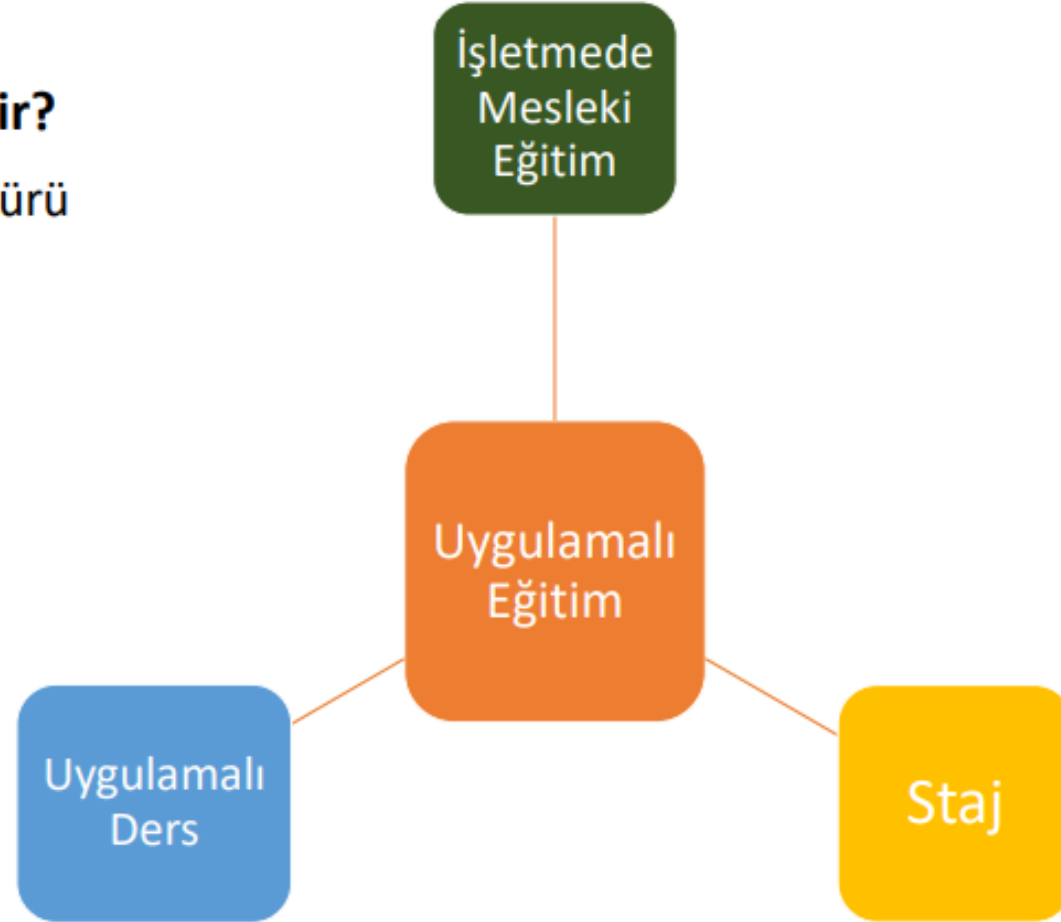 ir?
ürü
İşletmede
Mesleki
Eğitim
Uygulamalı
Eğitim
Uygulamalı
Ders
Staj